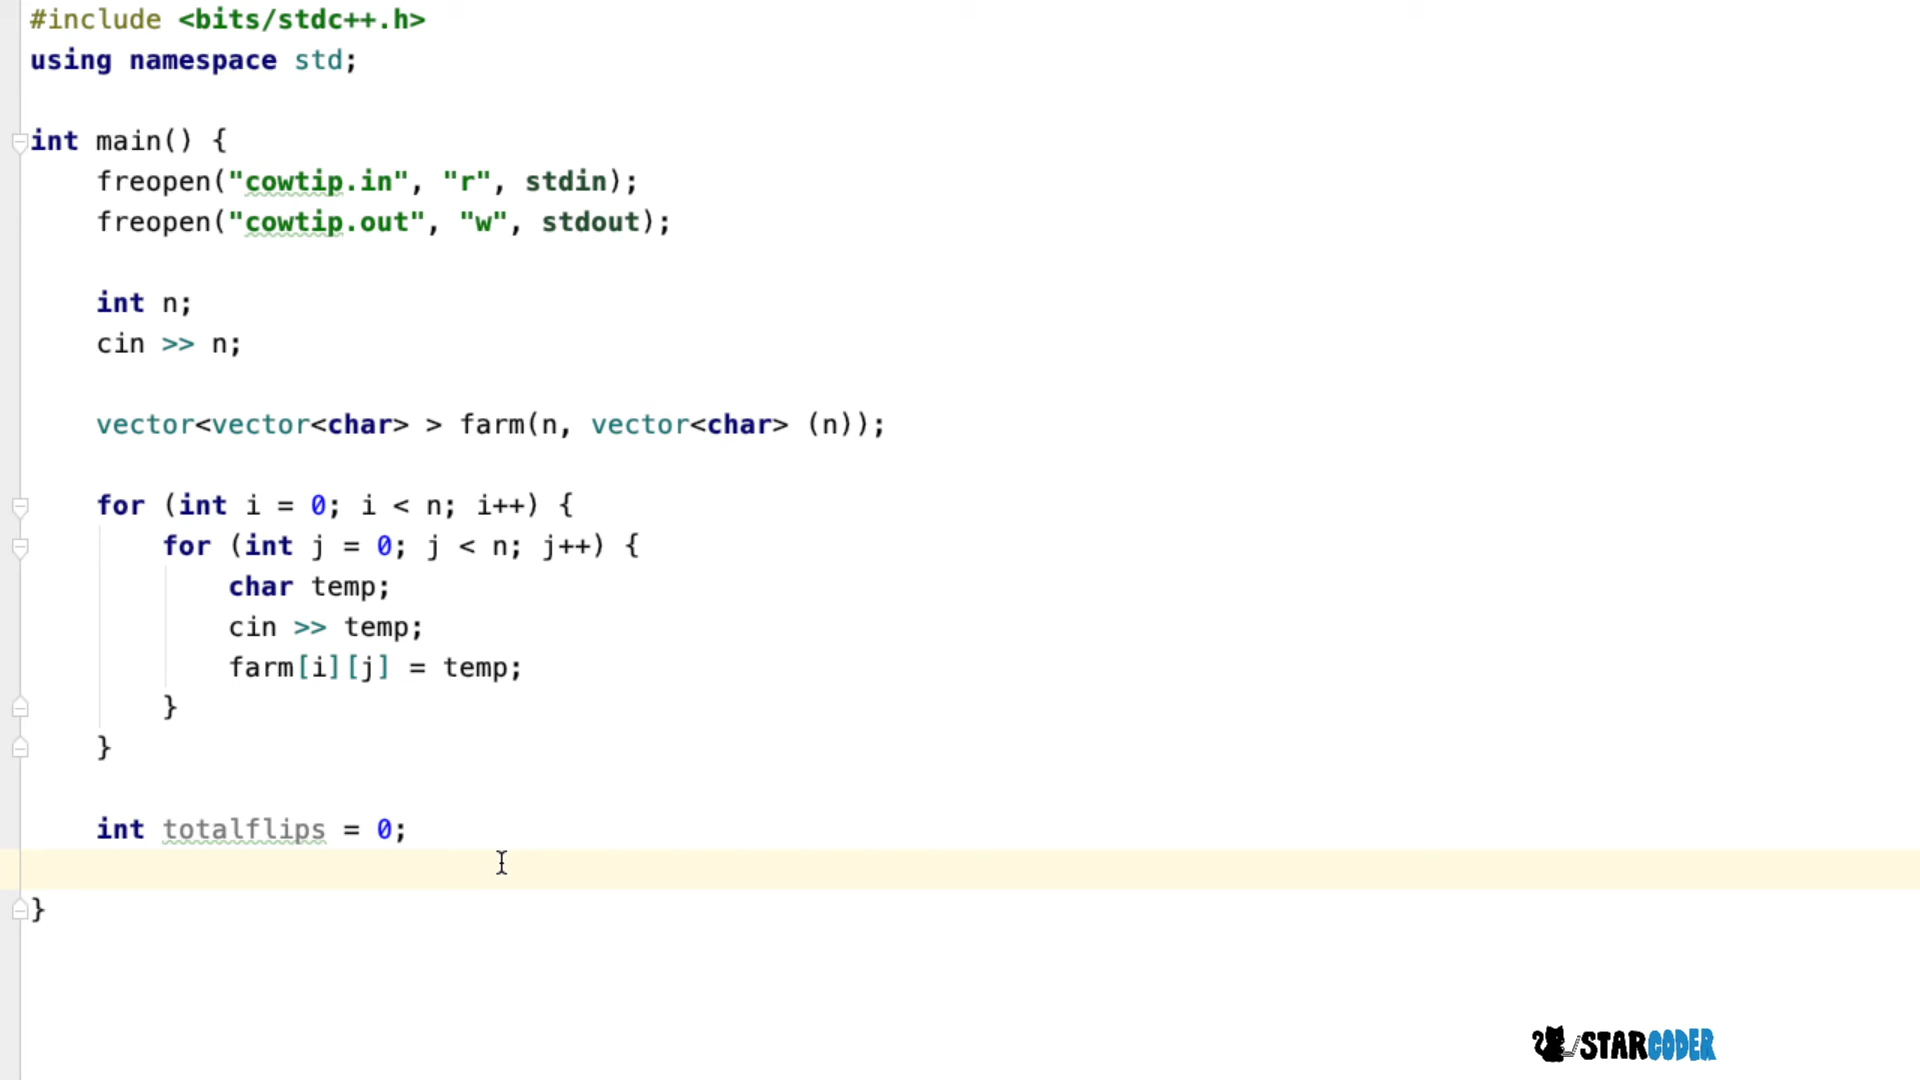 #include <bits/stdc++.h>
using namespace std;
int main() {
freopen("cowtip.in", "r", stdin);
freopen("cowtip.out", "w", stdout);
int n;
cin >> n;
vector<vector<char> > farm(n, vector<char> (n));
for (int i = 0; i < n; i++) {
for (int j = 0; j < n; j++) {
char temp;
cin >> temp;
farm[i][j] = temp;
}
}
int totalflips = 0;
}
STARCODER